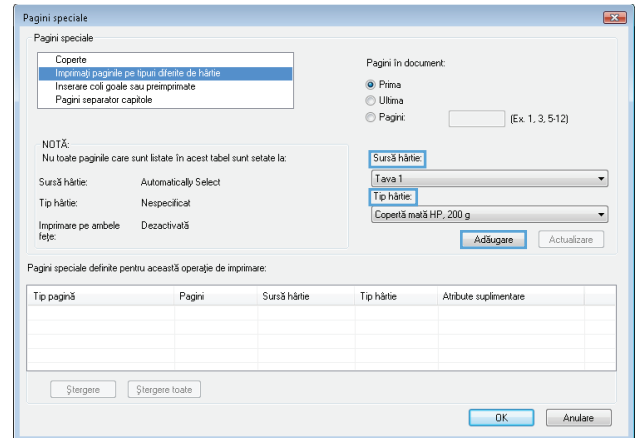 Pagini speciale
Pagini speciale
Coperte
Imprimaţi paginile pe tipuri diferite de hârtie
Inserare coli goale sau preimprimate
Pagini separator capitole
Pagini în document:
Prima
Ultima
Pagini:
(Ex. 1, 3, 5-12)
NOTĂ:
Nu toate paginile care sunt listate în acest tabel sunt setate la:
Sursă hârtie: Automatically Select
Tip hârtie: Nespecificat
Imprimare pe ambele feţe: Dezactivată
Sursă hârtie:
Tava 1
Tip hârtie:
Copertă mată HP, 200 g
Adăugare Actualizare
Pagini speciale definite pentru această operaţie de imprimare:
Tip pagină Pagini Sursă hârtie Tip hârtie Atribute suplimentare
Ştergere Ştergere toate
OK Anulare